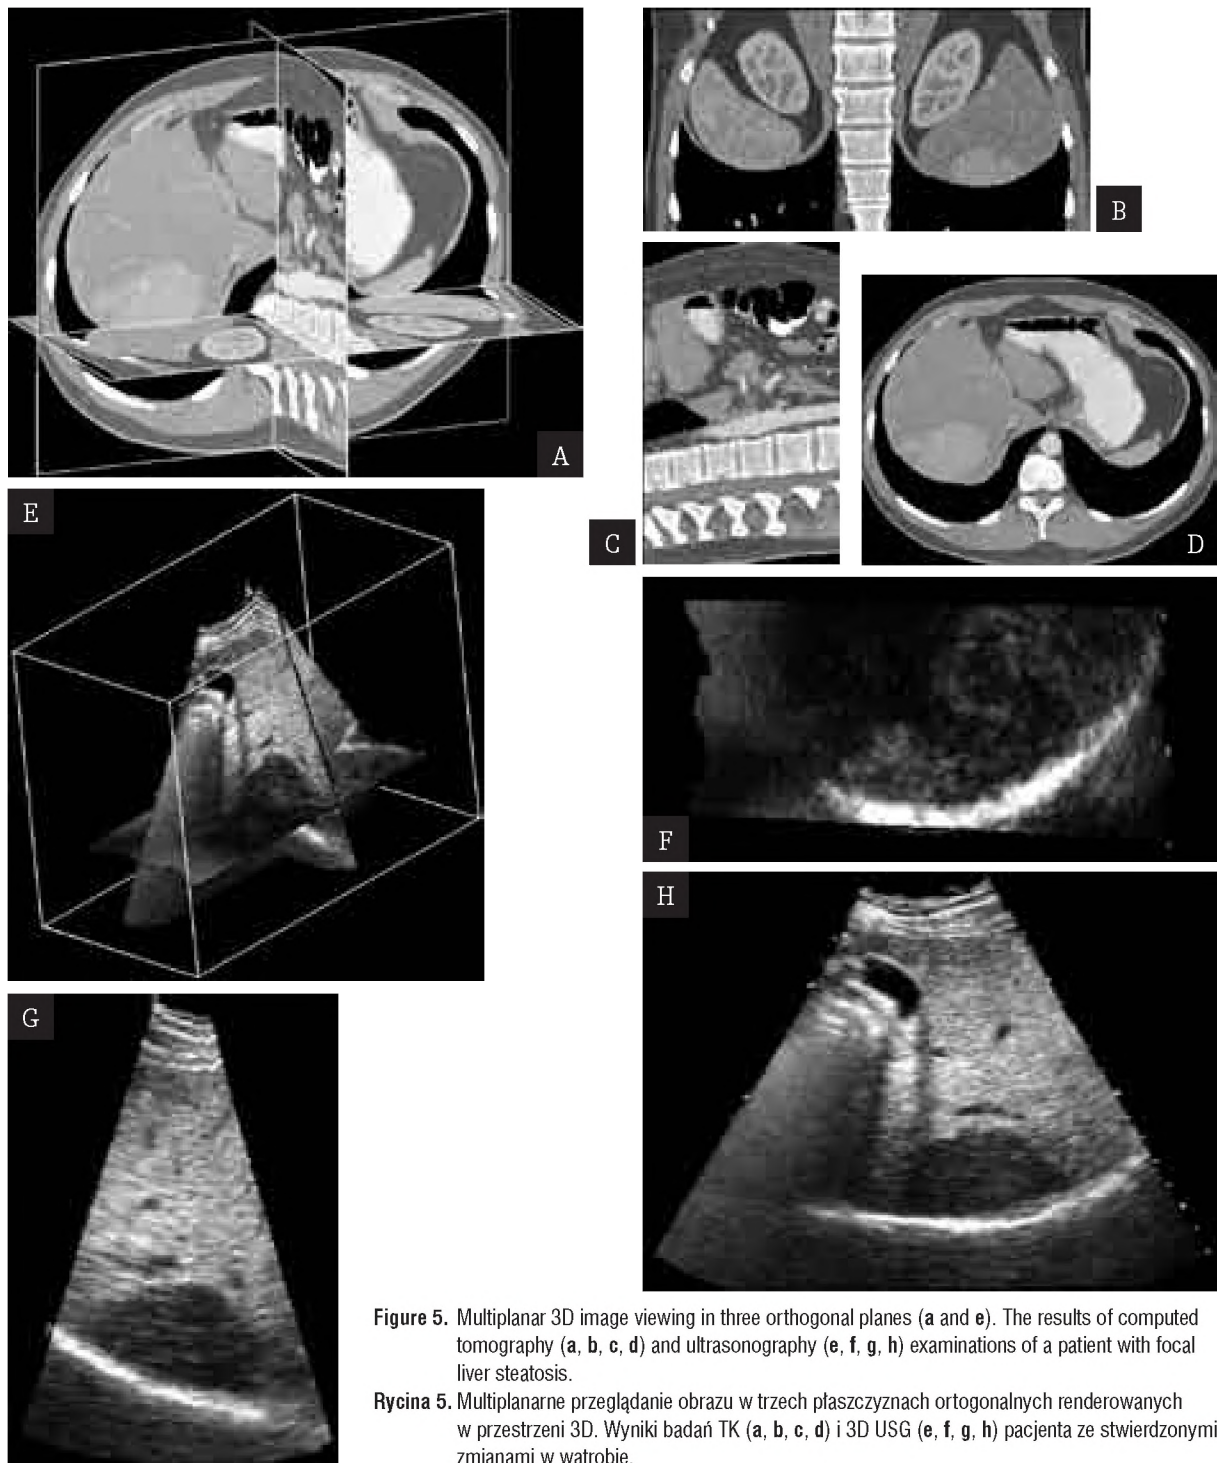 A
B
C
D
E
F
G
H
Figure 5. Multiplanar 3D image viewing in three orthogonal planes (a and e). The results of computed
tomography (a, b, c, d) and ultrasonography (e, f, g, h) examinations of a patient with focal
liver steatosis.
Rycina 5. Multiplanarne przeglądanie obrazu w trzech płaszczyznach ortogonalnych renderowanych
w przestrzeni 3D. Wyniki badań TK (a, b, c, d) i 3D USG (e, f, g, h) pacjenta ze stwierdzonymi
zmianami w wątrobie.